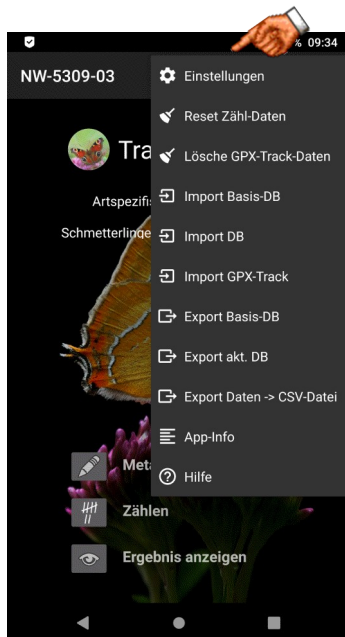 % 09:34
NW-5309-03
Einstellungen
Reset Zähl-Daten
Tra
Lösche GPX-Track-Daten
Artspezifi
Import Basis-DB
Schmetterlinge
Import DB
Import GPX-Track
Export Basis-DB
Export akt. DB
Export Daten -> CSV-Datei
App-Info
Meta
Hilfe
Zählen
Ergebnis anzeigen